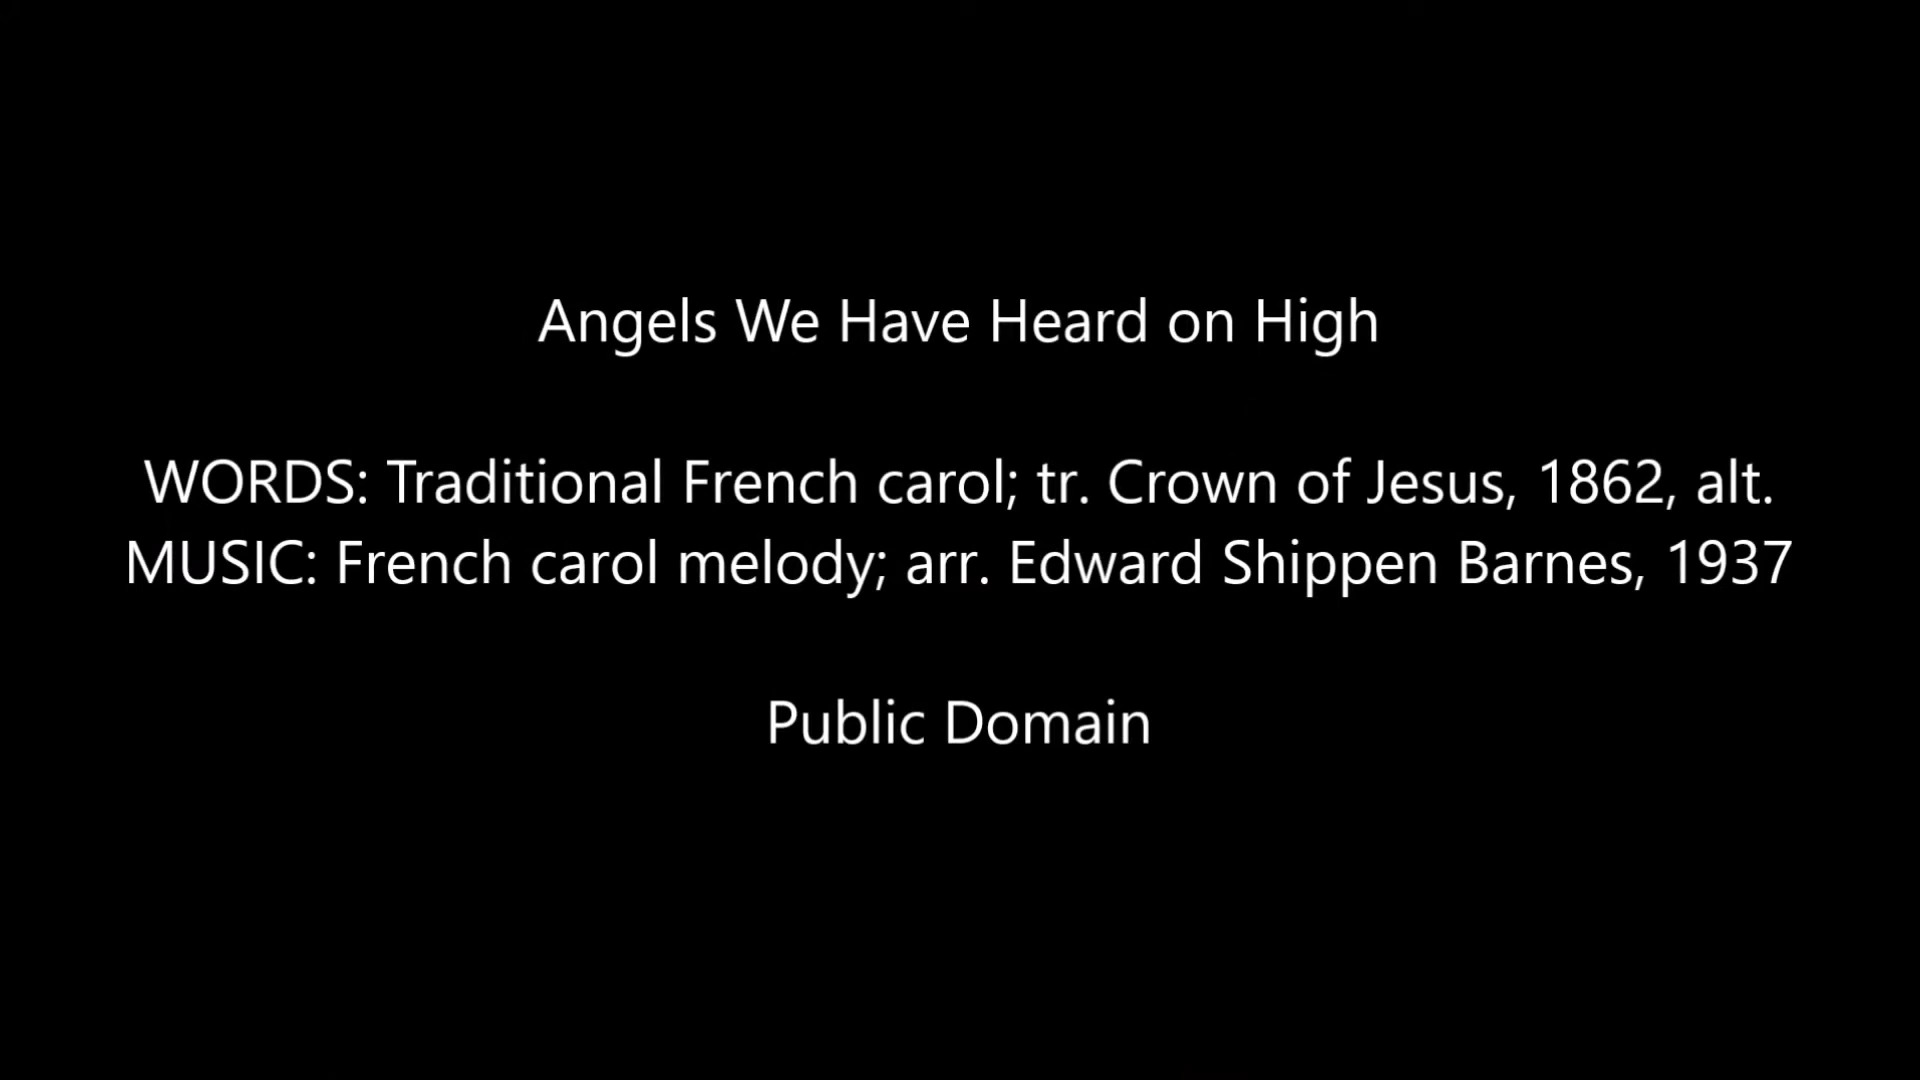 Angels We Have Heard on High
WORDS: Traditional French carol; tr. Crown of Jesus, 1862, alt.
MUSIC: French carol melody; arr. Edward Shippen Barnes, 1937
Public Domain